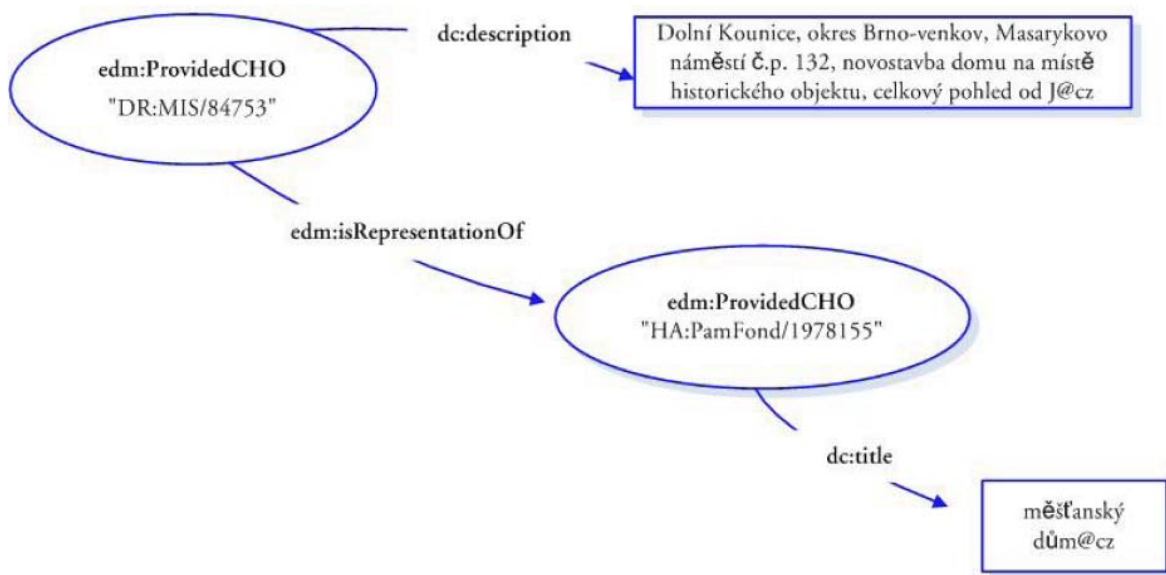 edm:ProvidedCHO
"DR:MIS/84753"
dc:description
Dolní Kounice, okres Brno-venkov, Masarykovo
náměstí č.p. 132, novostavba domu na místě
historického objektu, celkový pohled od J@cz
edm:isRepresentationOf
edm:ProvidedCHO
"HA:PamFond/1978155"
dc:title
měšťanský
dům@cz